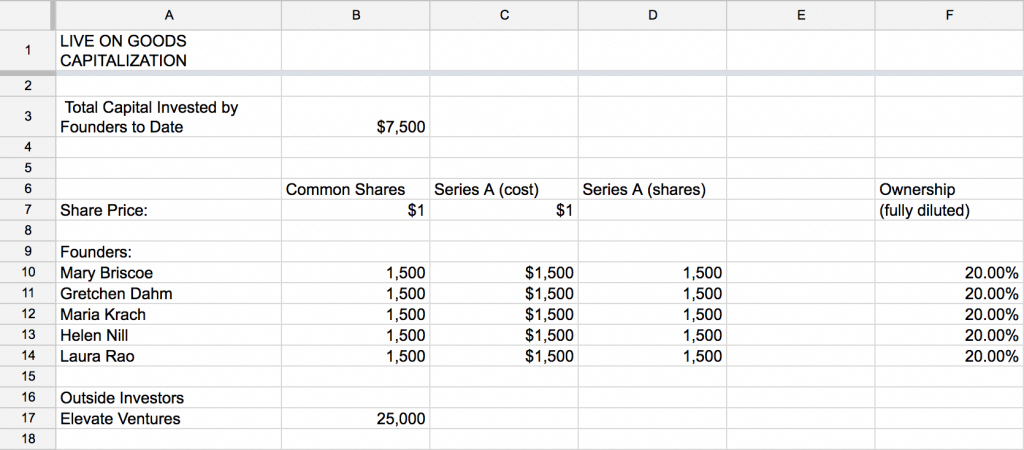 A B C D E F
1 LIVE ON GOODS
CAPITALIZATION
2
3 Total Capital Invested by
Founders to Date $7,500
4
5
6 Common Shares Series A (cost) Series A (shares) Ownership
7 Share Price: $1 $1 (fully diluted)
8
9 Founders:
10 Mary Briscoe 1,500 $1,500 1,500 20.00%
11 Gretchen Dahm 1,500 $1,500 1,500 20.00%
12 Maria Krach 1,500 $1,500 1,500 20.00%
13 Helen Nill 1,500 $1,500 1,500 20.00%
14 Laura Rao 1,500 $1,500 1,500 20.00%
15
16 Outside Investors
17 Elevate Ventures 25,000
18